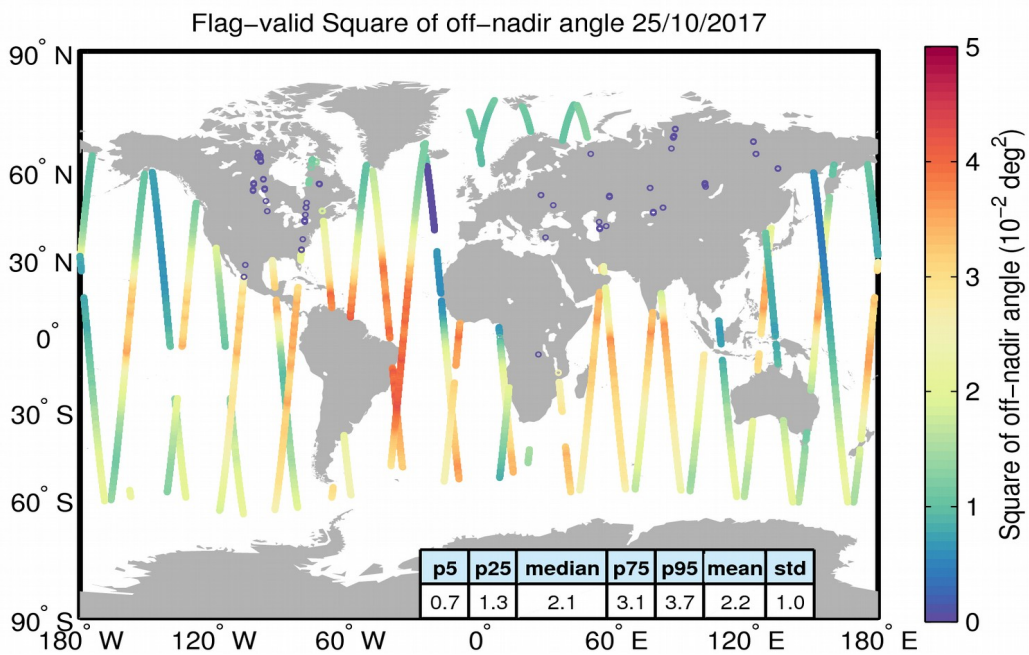 Flag−valid Square of off−nadir angle 25/10/2017
90° N
60° N
30° N
0°
30° S
60° S
90° S
180° W
120° W
60° W
0°
60° E
120° E
180° E
p5 p25 median p75 p95 mean std
0.7 1.3 2.1 3.1 3.7 2.2 1.0
5
4
3
2
1
0
Square of off−nadir angle (10⁻² deg²)